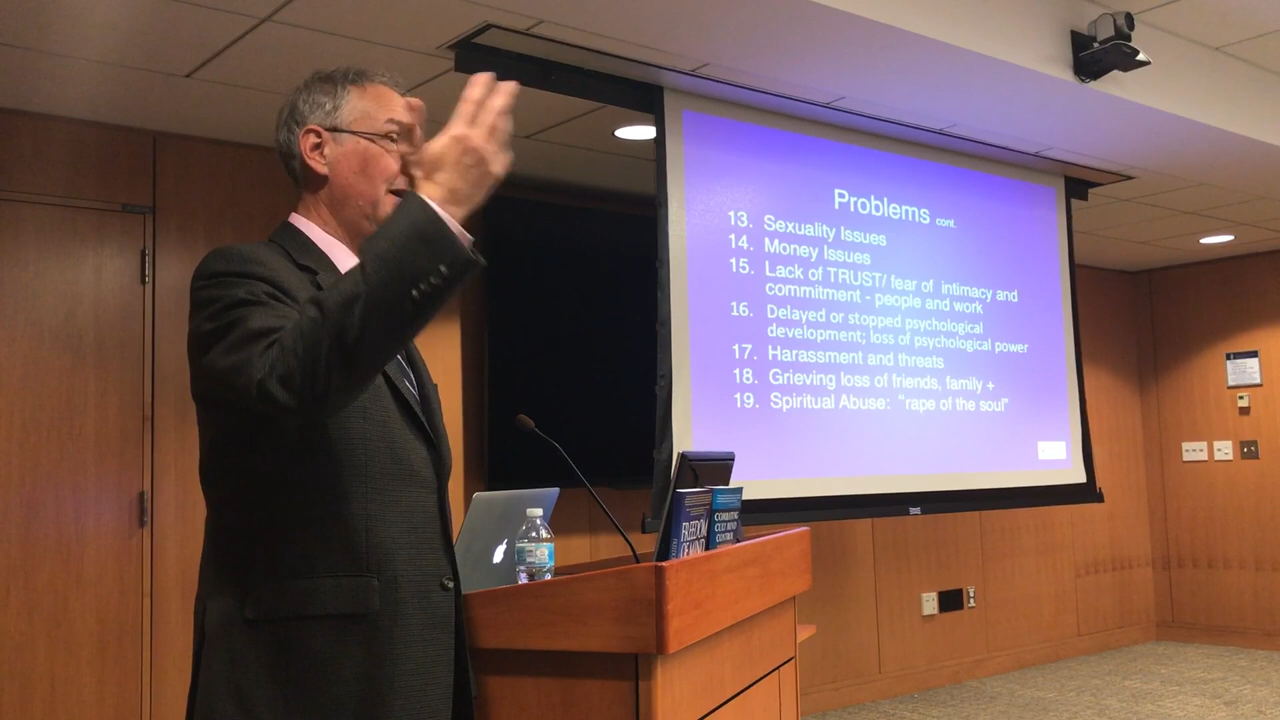 Problems cont.
13. Sexuality Issues
14. Money Issues
15. Lack of TRUST/ fear of intimacy and
commitment - people and work
16. Delayed or stopped psychological
development; loss of psychological power
17. Harassment and threats
18. Grieving loss of friends, family +
19. Spiritual Abuse: “rape of the soul”
FREEDOM
OF MIND
COMBATING
CULT MIND
CONTROL